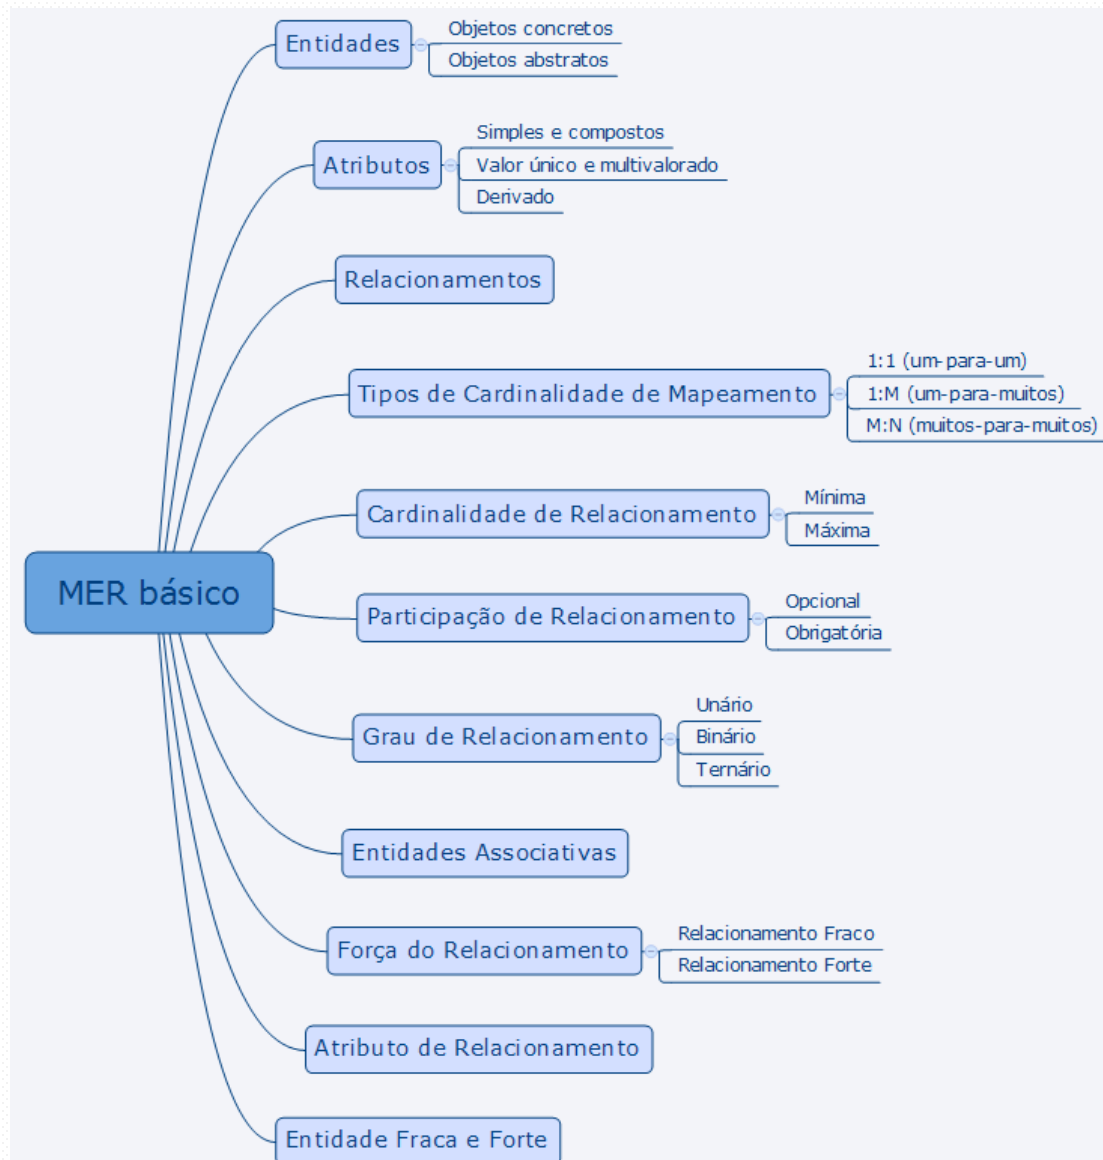 MER básico
Entidades
Objetos concretos
Objetos abstratos
Atributos
Simples e compostos
Valor único e multivalorado
Derivado
Relacionamentos
Tipos de Cardinalidade de Mapeamento
1:1 (um-para-um)
1:M (um-para-muitos)
M:N (muitos-para-muitos)
Cardinalidade de Relacionamento
Mínima
Máxima
Participação de Relacionamento
Opcional
Obrigatória
Grau de Relacionamento
Unário
Binário
Ternário
Entidades Associativas
Força do Relacionamento
Relacionamento Fraco
Relacionamento Forte
Atributo de Relacionamento
Entidade Fraca e Forte